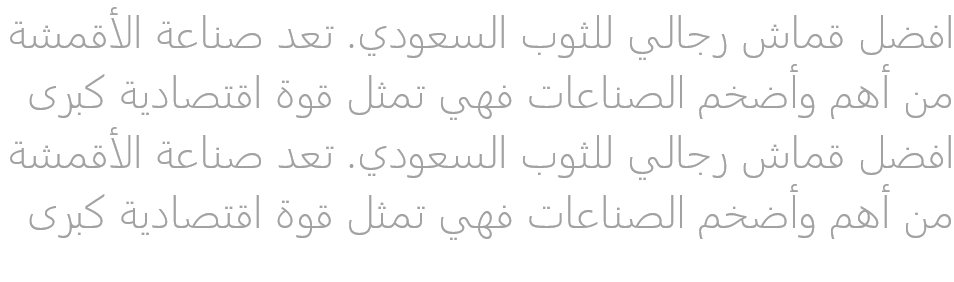 افضل قماش رجالي للثوب السعودي. تعد صناعة الأقمشة
من أهم وأضخم الصناعات فهي تمثل قوة اقتصادية كبرى
افضل قماش رجالي للثوب السعودي. تعد صناعة الأقمشة
من أهم وأضخم الصناعات فهي تمثل قوة اقتصادية كبرى